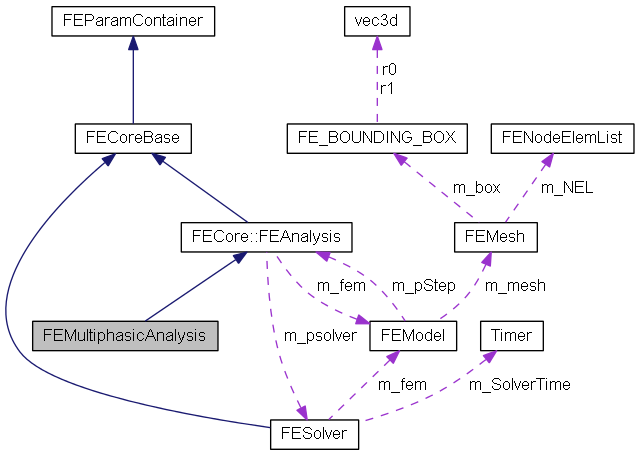 FEParamContainer
vec3d
r0
r1
FECoreBase
FE_BOUNDING_BOX
FENodeElemList
m_box
m_NEL
FECore::FEAnalysis
FEMesh
m_fem
m_pStep
m_mesh
FEMultiphasicAnalysis
m_psolver
FEModel
Timer
m_fem
m_SolverTime
FESolver